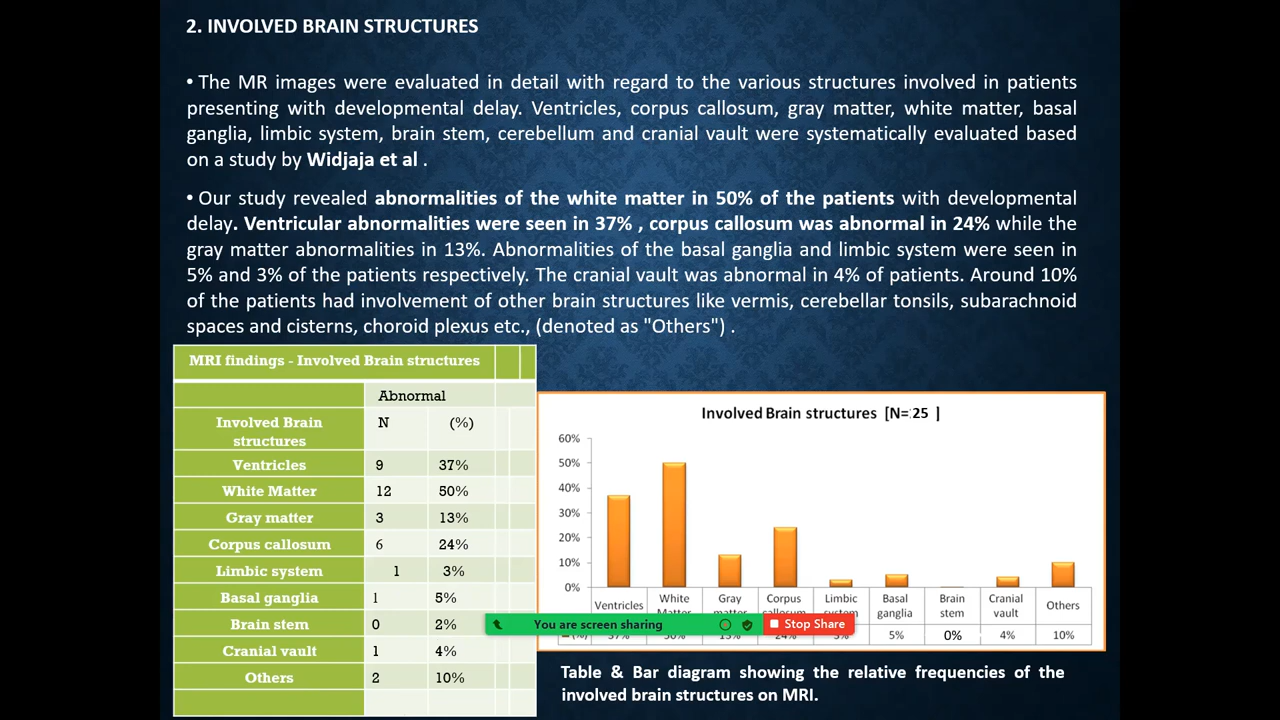 2. INVOLVED BRAIN STRUCTURES
• The MR images were evaluated in detail with regard to the various structures involved in patients
presenting with developmental delay. Ventricles, corpus callosum, gray matter, white matter, basal
ganglia, limbic system, brain stem, cerebellum and cranial vault were systematically evaluated based
on a study by Widjaja et al .
• Our study revealed abnormalities of the white matter in 50% of the patients with developmental
delay. Ventricular abnormalities were seen in 37% , corpus callosum was abnormal in 24% while the
gray matter abnormalities in 13%. Abnormalities of the basal ganglia and limbic system were seen in
5% and 3% of the patients respectively. The cranial vault was abnormal in 4% of patients. Around 10%
of the patients had involvement of other brain structures like vermis, cerebellar tonsils, subarachnoid
spaces and cisterns, choroid plexus etc., (denoted as "Others") .
MRI findings - Involved Brain structures
Abnormal
Involved Brain structures N (%)
Ventricles 9 37%
White Matter 12 50%
Gray matter 3 13%
Corpus callosum 6 24%
Limbic system 1 3%
Basal ganglia 1 5%
Brain stem 0 2%
Cranial vault 1 4%
Others 2 10%
Involved Brain structures [N= 25 ]
60%
50%
40%
30%
20%
10%
0%
Ventricles White Gray Corpus Limbic Basal Brain Cranial Others
ganglia stem vault
5% 0% 4% 10%
You are screen sharing Stop Share
Table & Bar diagram showing the relative frequencies of the
involved brain structures on MRI.